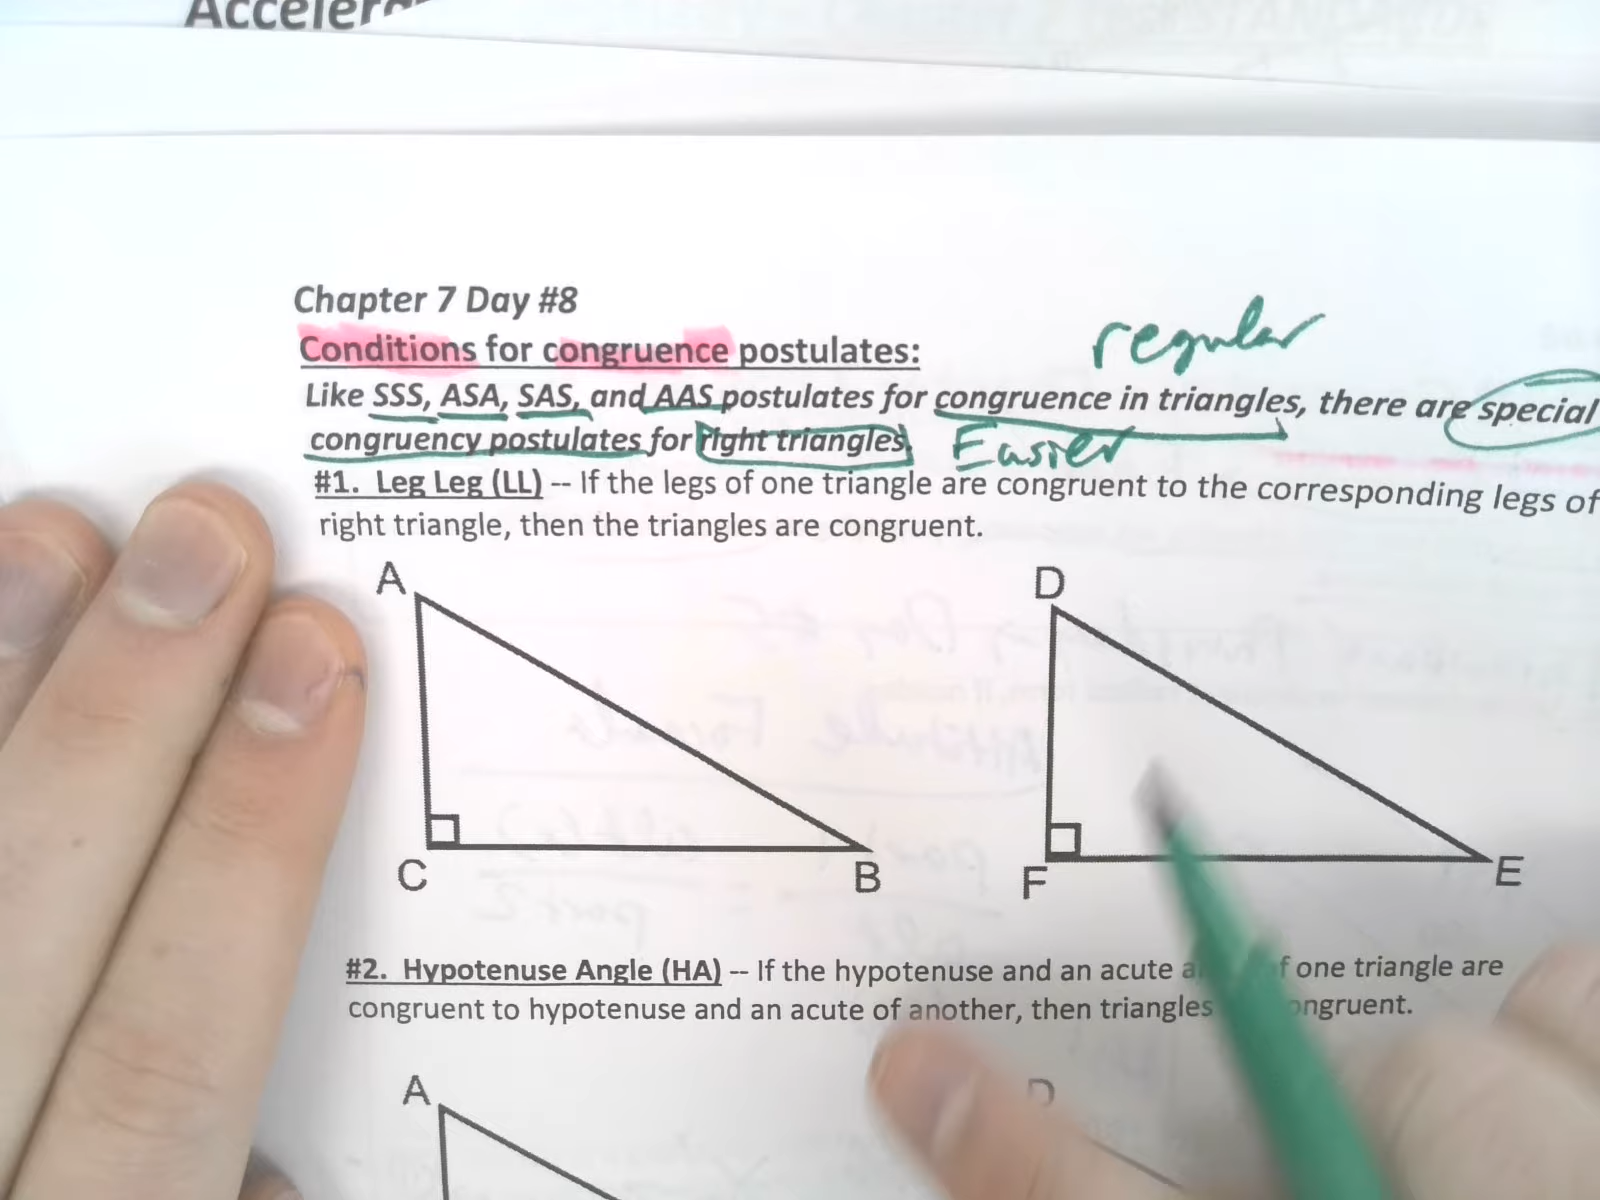 Chapter 7 Day #8
regular
Conditions for congruence postulates:
Like SSS, ASA, SAS, and AAS postulates for congruence in triangles, there are special
congruency postulates for right triangles. Easier
#1. Leg Leg (LL) -- If the legs of one triangle are congruent to the corresponding legs of
right triangle, then the triangles are congruent.
A D
C B F E
#2. Hypotenuse Angle (HA) -- If the hypotenuse and an acute of one triangle are
congruent to hypotenuse and an acute of another, then triangles congruent.
A D